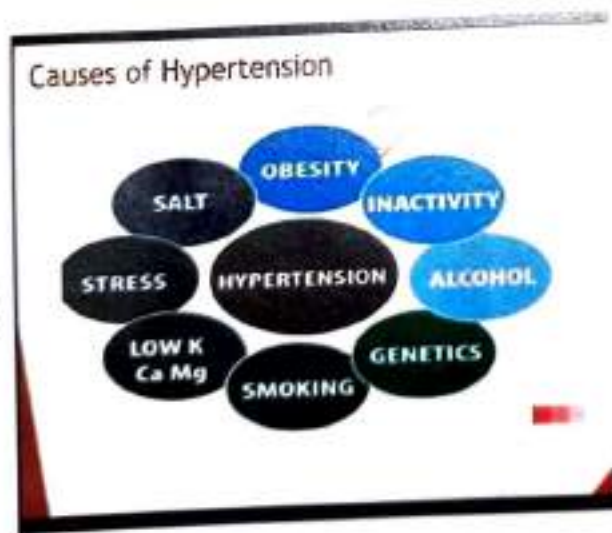 Causes of Hypertension
OBESITY
INACTIVITY
ALCOHOL
GENETICS
SMOKING
LOW K
Ca Mg
STRESS
SALT
HYPERTENSION